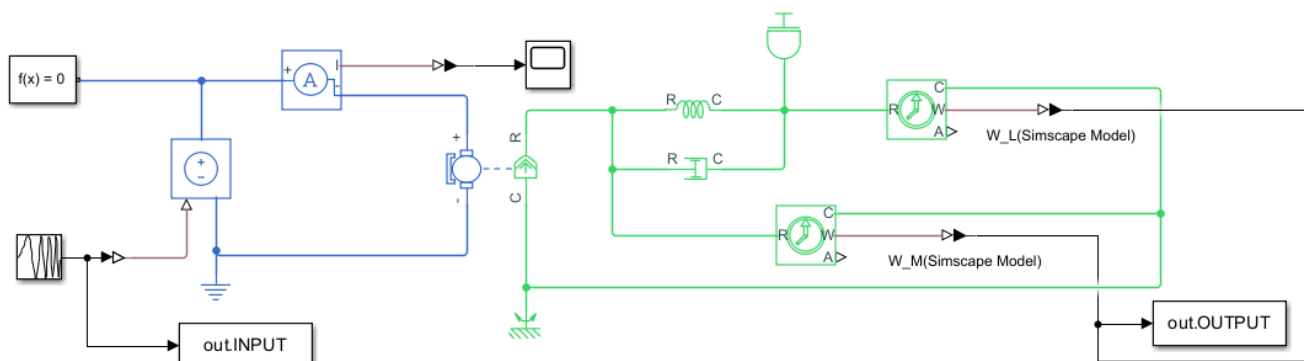 f(x) = 0
+
A
I
-
+
-
+
-
R
C
R
C
R
C
R
C
W
A
W_L(Simscape Model)
R
C
W
A
W_M(Simscape Model)
out.INPUT
out.OUTPUT